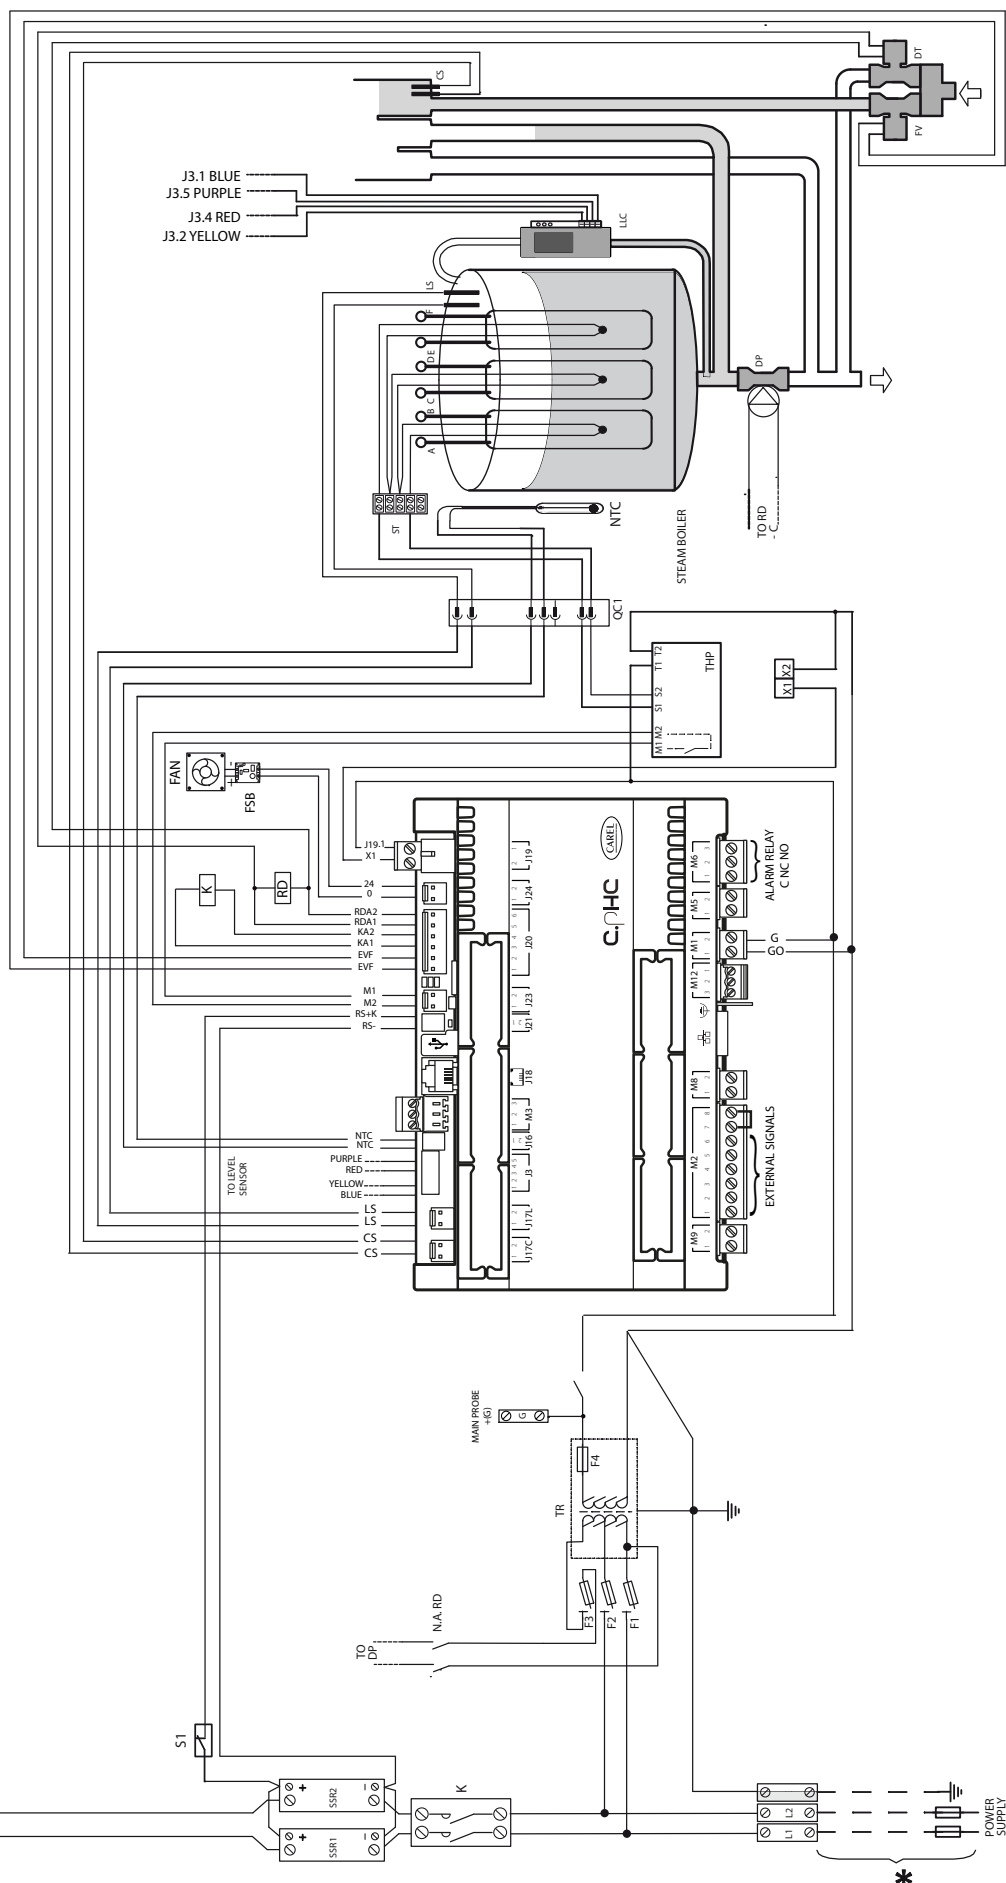 DT
CS
FV
J3.1 BLUE
J3.5 PURPLE
J3.4 RED
J3.2 YELLOW
LLC
LS
F
D E
C
B
A
DP
ST
NTC
STEAM BOILER
TO RD
- C
QC1
T2
T1
THP
S2
S1
M2
M1
X2
X1
FAN
- +
FSB
K
RD
J19.1
X1
24
0
RDA2
RDA1
KA2
KA1
EVF
EVF
M1
M2
RS+K
RS-
NTC
NTC
PURPLE
RED
YELLOW
BLUE
TO LEVEL
SENSOR
LS
LS
CS
CS
J19
J24
J20
J23
J21
J18
M3
J16
J3
J17L
J17C
CAREL
M6
M5
M1
M12
M8
M2
M9
ALARM RELAY
C NC NO
G
GO
EXTERNAL SIGNALS
MAIN PROBE
+(G)
G
F4
TR
F3
F2
F1
N.A. RD
TO
DP
S1
SSR2
+ -
SSR1
+ -
K
L2
L1
POWER
SUPPLY
*